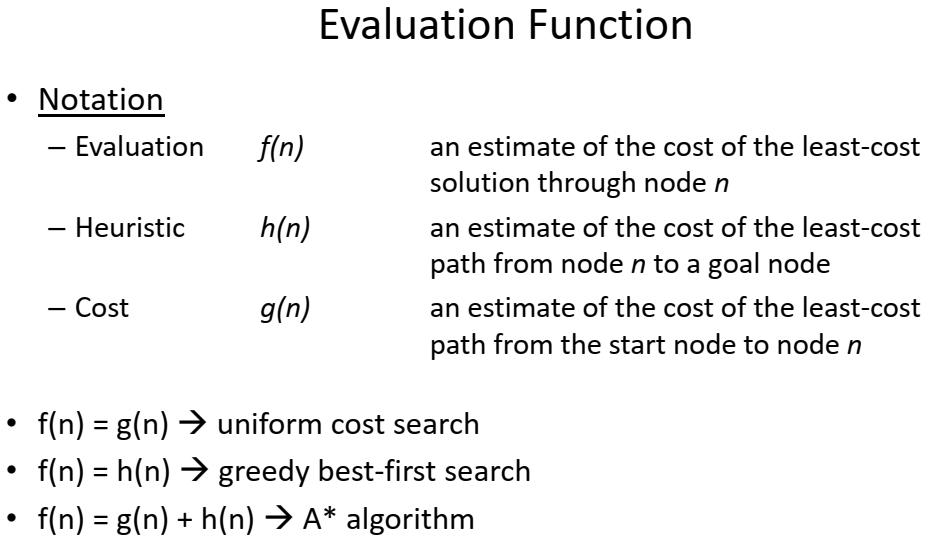 Evaluation Function
• Notation
– Evaluation f(n) an estimate of the cost of the least-cost
solution through node n
– Heuristic h(n) an estimate of the cost of the least-cost
path from node n to a goal node
– Cost g(n) an estimate of the cost of the least-cost
path from the start node to node n
• f(n) = g(n) → uniform cost search
• f(n) = h(n) → greedy best-first search
• f(n) = g(n) + h(n) → A* algorithm